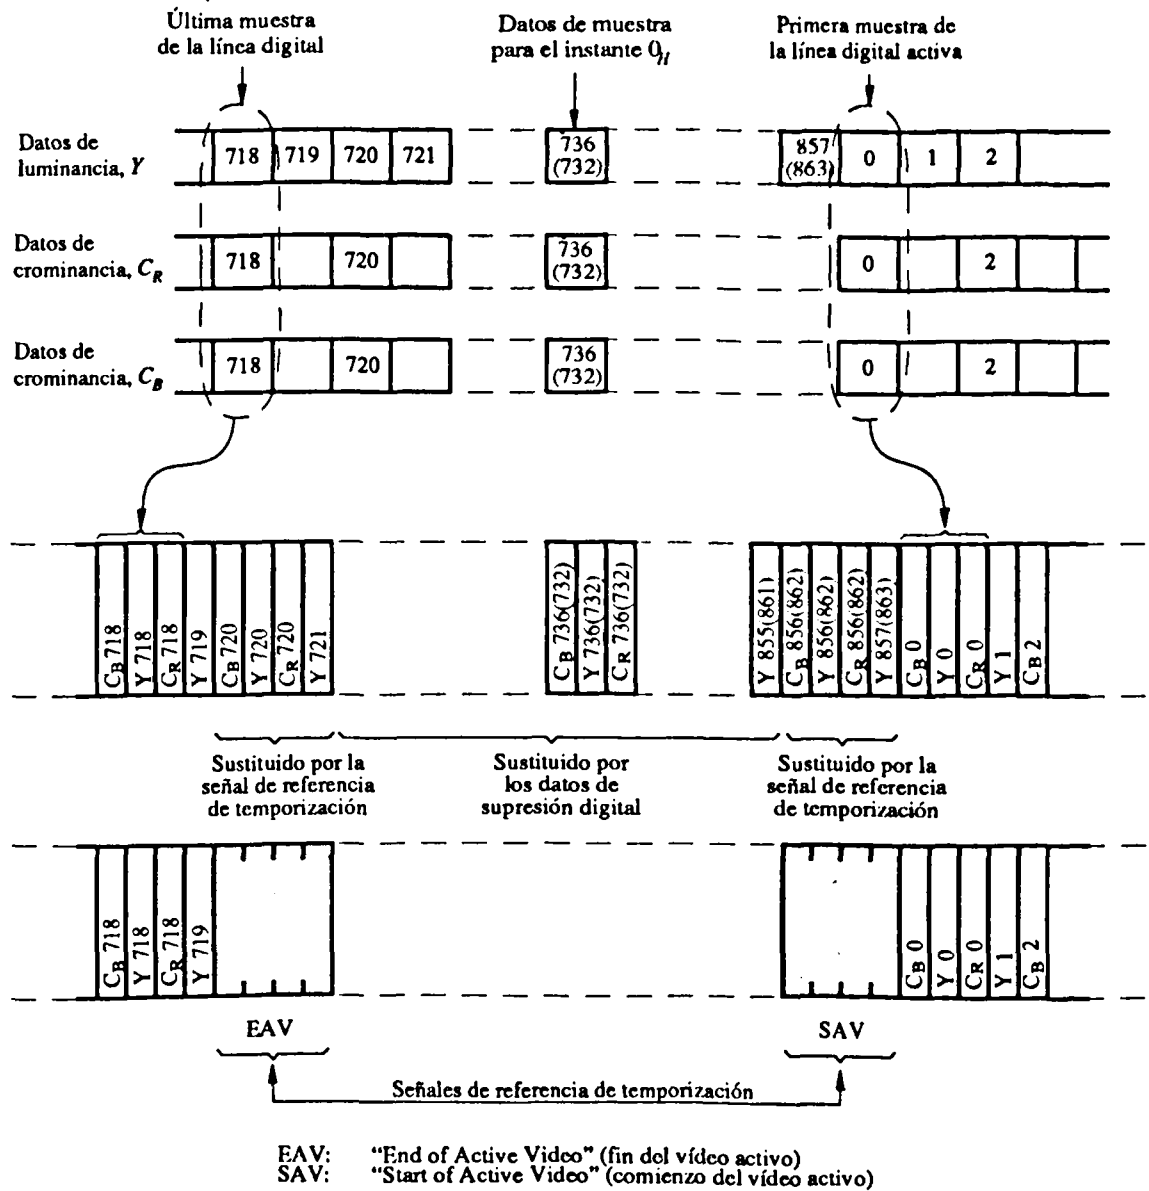 Última muestra
de la línea digital
Datos de muestra
para el instante 0H
Primera muestra de
la línea digital activa
Datos de
luminancia, Y
718 719 720 721
736
(732)
857
(863)
0 1 2
Datos de
crominancia, CR
718 720
736
(732)
0 2
Datos de
crominancia, CB
718 720
736
(732)
0 2
CB 718
Y 718
CR 718
Y 719
CB 720
Y 720
CR 720
Y 721
CB 736(732)
Y 736(732)
CR 736(732)
Y 855(861)
CB 856(862)
Y 856(862)
CR 856(862)
Y 857(863)
CB 0
Y 0
CR 0
Y 1
CB 2
Sustituido por la
señal de referencia
de temporización
Sustituido por
los datos de
supresión digital
Sustituido por la
señal de referencia
de temporización
CB 718
Y 718
CR 718
Y 719
CB 0
Y 0
CR 0
Y 1
CB 2
EAV
SAV
Señales de referencia de temporización
EAV: "End of Active Video" (fin del vídeo activo)
SAV: "Start of Active Video" (comienzo del vídeo activo)